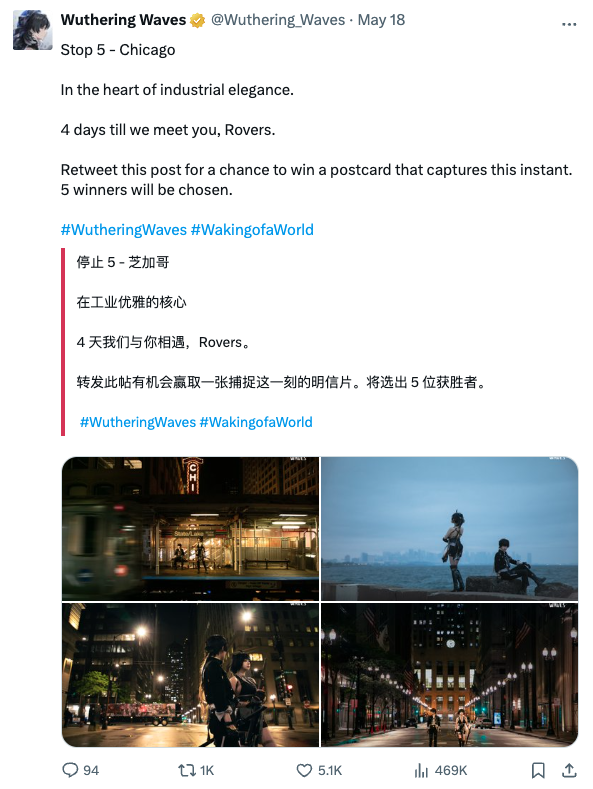 Wuthering Waves @Wuthering_Waves · May 18
Stop 5 - Chicago
In the heart of industrial elegance.
4 days till we meet you, Rovers.
Retweet this post for a chance to win a postcard that captures this instant.
5 winners will be chosen.
#WutheringWaves #WakingofaWorld
停止 5 - 芝加哥
在工业优雅的核心
4 天我们与你相遇，Rovers。
转发此帖有机会赢取一张捕捉这一刻的明信片。将选出 5 位获胜者。
#WutheringWaves #WakingofaWorld
WAVES
WAVES
CHI
State/Lake
WAVES
WAVES
94
1K
5.1K
469K